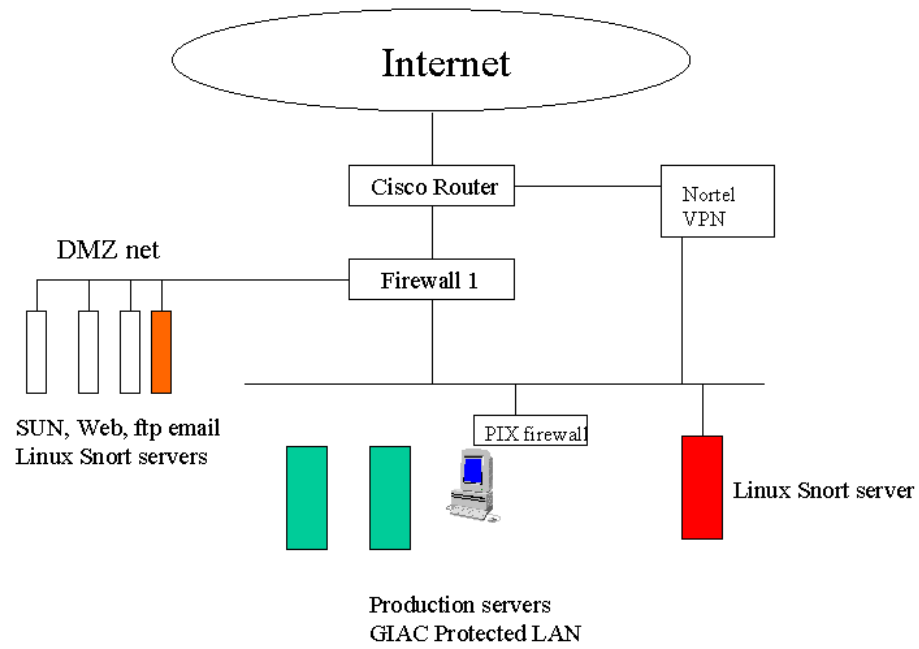 Internet
Cisco Router
Nortel
VPN
DMZ net
Firewall 1
SUN, Web, ftp email
Linux Snort servers
PIX firewall
Linux Snort server
Production servers
GIAC Protected LAN